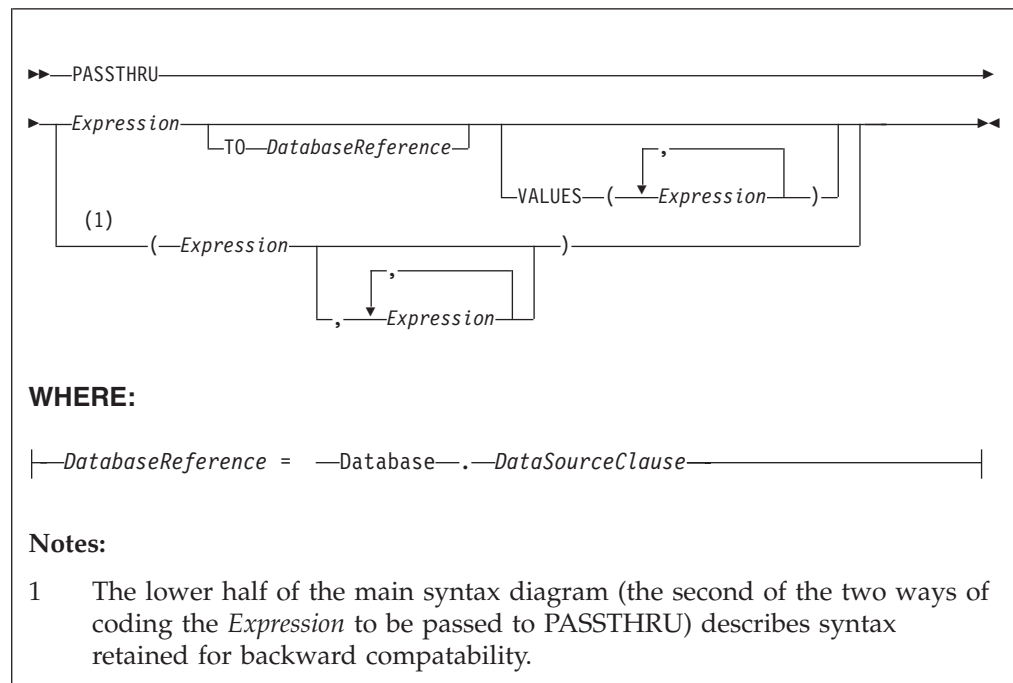 PASSTHRU
Expression
TO DatabaseReference
,
VALUES ( Expression )
(1)
( Expression )
,
, Expression
WHERE:
DatabaseReference = Database . DataSourceClause
Notes:
1 The lower half of the main syntax diagram (the second of the two ways of
coding the Expression to be passed to PASSTHRU) describes syntax
retained for backward compatability.